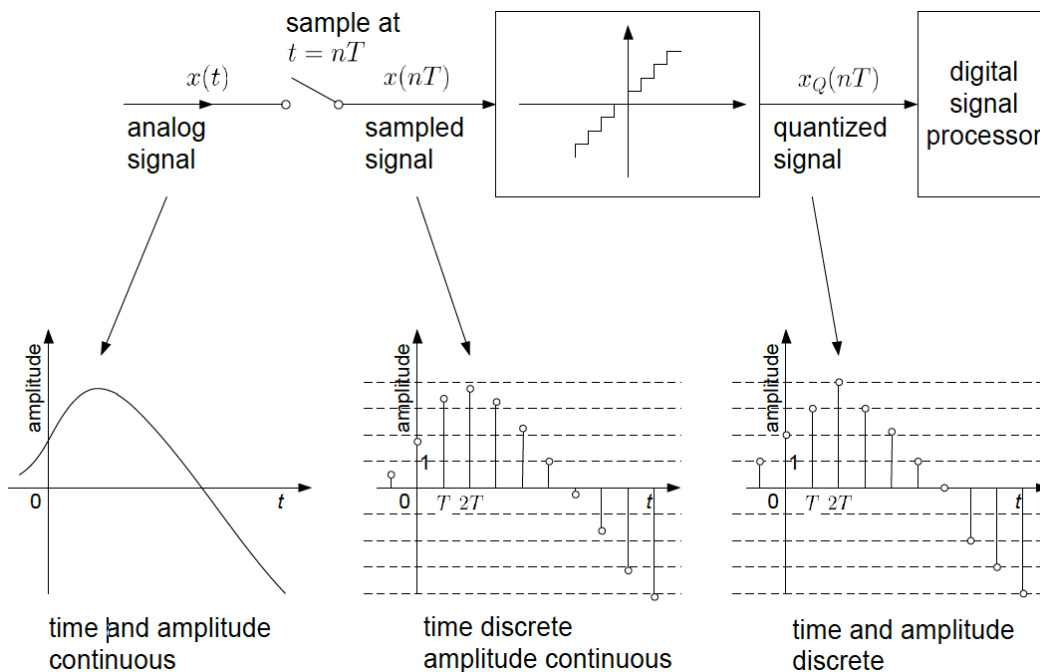 sample at
t = nT
x(t)
x(nT)
x_Q(nT)
analog
signal
sampled
signal
quantized
signal
digital
signal
processor
amplitude
0
t
amplitude
1
0
T 2T
t
amplitude
1
0
T 2T
t
time and amplitude
continuous
time discrete
amplitude continuous
time and amplitude
discrete